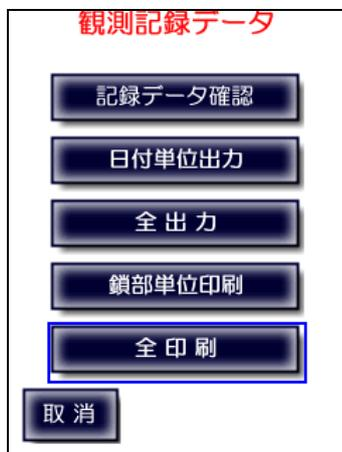 観測記録データ
記録データ確認
日付単位出力
全出力
鎖部単位印刷
全印刷
取消